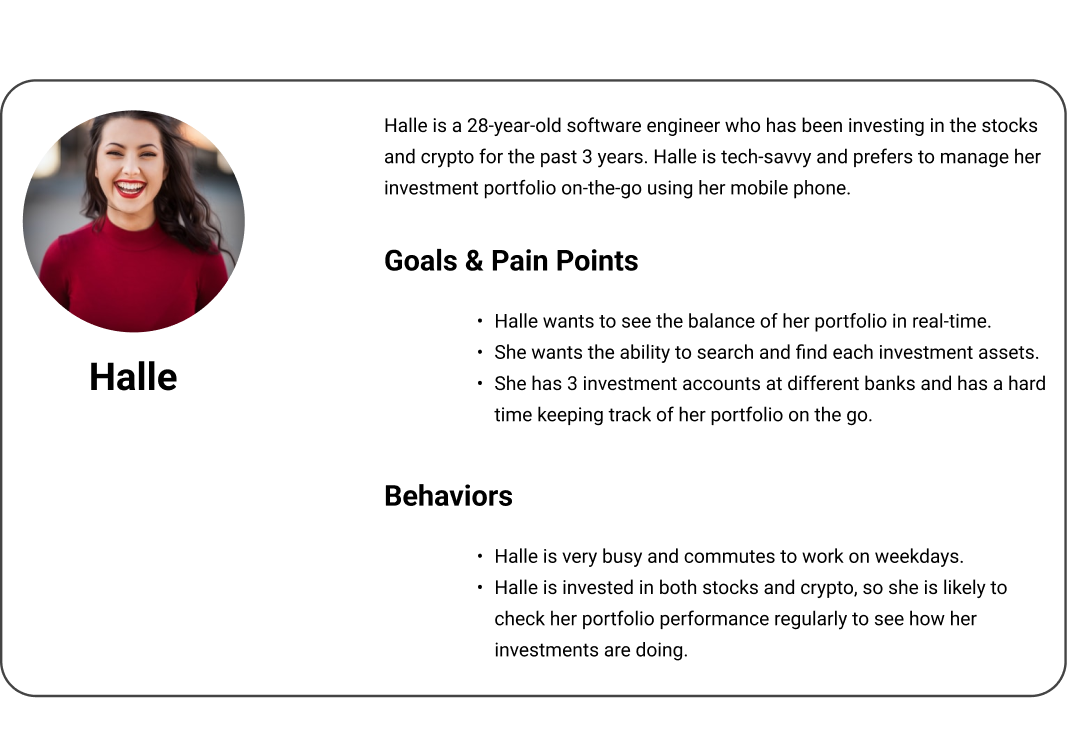 Halle is a 28-year-old software engineer who has been investing in the stocks
and crypto for the past 3 years. Halle is tech-savvy and prefers to manage her
investment portfolio on-the-go using her mobile phone.
Halle
Goals & Pain Points
• Halle wants to see the balance of her portfolio in real-time.
• She wants the ability to search and find each investment assets.
• She has 3 investment accounts at different banks and has a hard
time keeping track of her portfolio on the go.
Behaviors
• Halle is very busy and commutes to work on weekdays.
• Halle is invested in both stocks and crypto, so she is likely to
check her portfolio performance regularly to see how her
investments are doing.